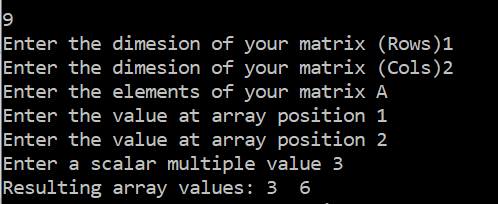 9
Enter the dimesion of your matrix (Rows)1
Enter the dimesion of your matrix (Cols)2
Enter the elements of your matrix A
Enter the value at array position 1
Enter the value at array position 2
Enter a scalar multiple value 3
Resulting array values: 3  6